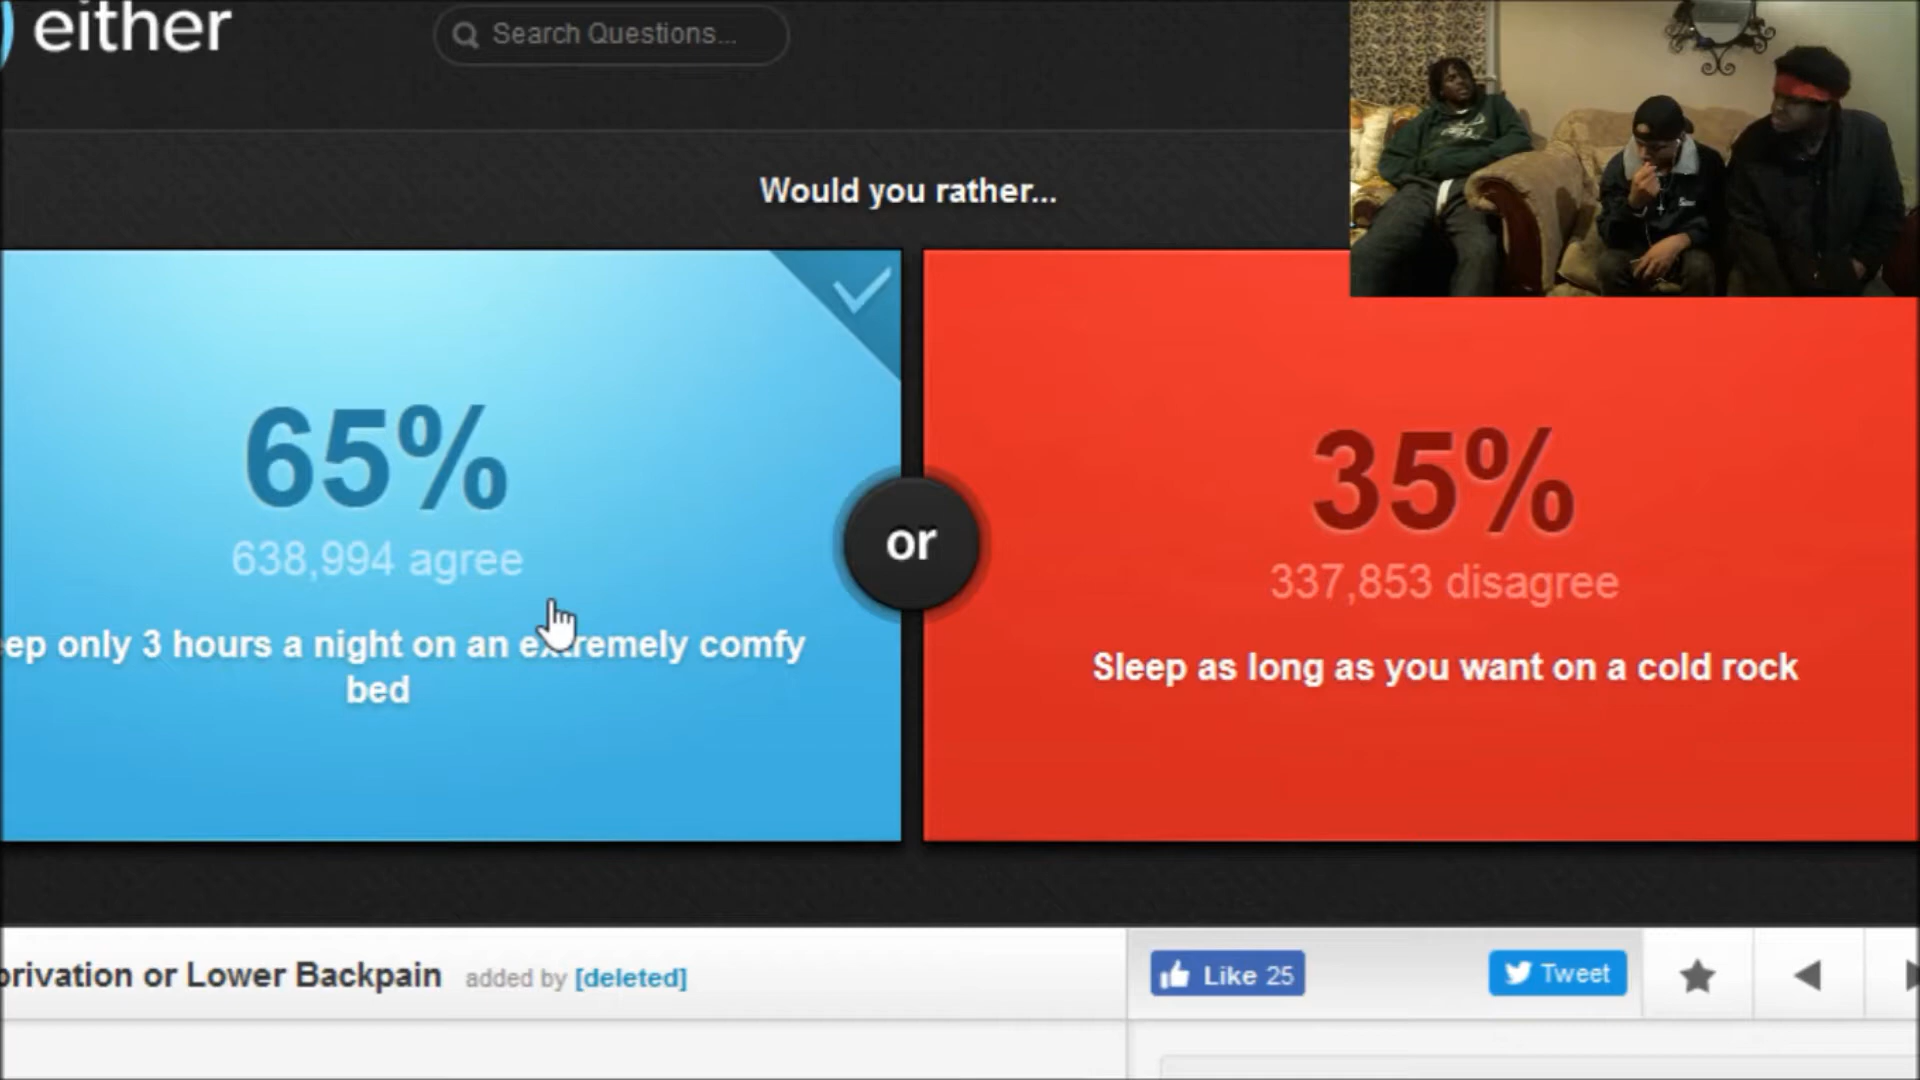 either
Search Questions...
Would you rather...
65%
638,994 agree
eep only 3 hours a night on an extremely comfy
bed
or
35%
337,853 disagree
Sleep as long as you want on a cold rock
privation or Lower Backpain added by [deleted]
Like 25
Tweet